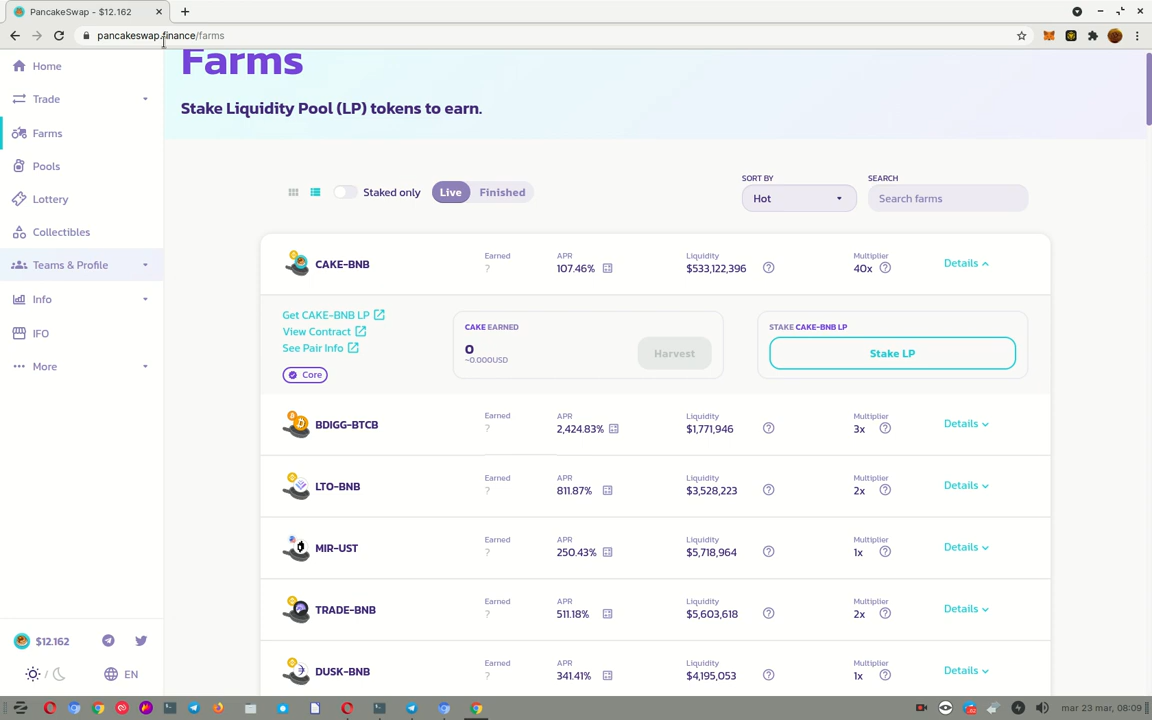 PancakeSwap - $12.162
pancakeswap.finance/farms
Home
Trade
Farms
Pools
Lottery
Collectibles
Teams & Profile
Info
IFO
More
$12.162
/
EN
Farms
Stake Liquidity Pool (LP) tokens to earn.
Staked only
Live
Finished
SORT BY
Hot
SEARCH
Search farms
CAKE-BNB
Earned
?
APR
107.46%
Liquidity
$533,122,396
Multiplier
40x
Details
Get CAKE-BNB LP
View Contract
See Pair Info
Core
CAKE EARNED
0
~0.000USD
Harvest
STAKE CAKE-BNB LP
Stake LP
BDIGG-BTCB
Earned
?
APR
2,424.83%
Liquidity
$1,771,946
Multiplier
3x
Details
LTO-BNB
Earned
?
APR
811.87%
Liquidity
$3,528,223
Multiplier
2x
Details
MIR-UST
Earned
?
APR
250.43%
Liquidity
$5,718,964
Multiplier
1x
Details
TRADE-BNB
Earned
?
APR
511.18%
Liquidity
$5,603,618
Multiplier
2x
Details
DUSK-BNB
Earned
?
APR
341.41%
Liquidity
$4,195,053
Multiplier
1x
Details
mar 23 mar, 08:09